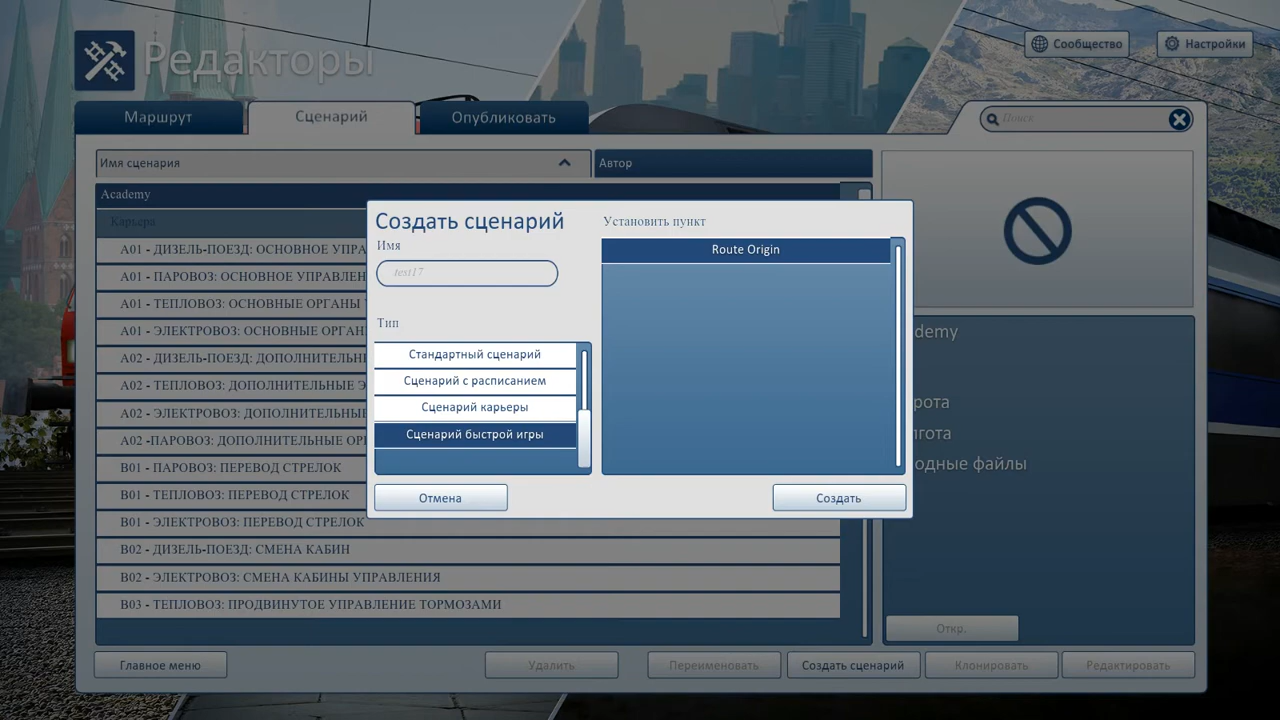 Редакторы
Сообщество
Настройки
Маршрут
Сценарий
Опубликовать
Поиск
Имя сценария
Автор
Academy
Карьера
A01 - ДИЗЕЛЬ-ПОЕЗД: ОСНОВНОЕ УПРА
A01 - ПАРОВОЗ: ОСНОВНОЕ УПРАВЛЕН
A01 - ТЕПЛОВОЗ: ОСНОВНЫЕ ОРГАНЫ
A01 - ЭЛЕКТРОВОЗ: ОСНОВНЫЕ ОРГАН
A02 - ДИЗЕЛЬ-ПОЕЗД: ДОПОЛНИТЕЛЬН
A02 - ТЕПЛОВОЗ: ДОПОЛНИТЕЛЬНЫЕ Э
A02 - ЭЛЕКТРОВОЗ: ДОПОЛНИТЕЛЬНЫ
A02 -ПАРОВОЗ: ДОПОЛНИТЕЛЬНЫЕ ОР
B01 - ПАРОВОЗ: ПЕРЕВОД СТРЕЛОК
B01 - ТЕПЛОВОЗ: ПЕРЕВОД СТРЕЛОК
B01 - ЭЛЕКТРОВОЗ: ПЕРЕВОД СТРЕЛОК
B02 - ДИЗЕЛЬ-ПОЕЗД: СМЕНА КАБИН
B02 - ЭЛЕКТРОВОЗ: СМЕНА КАБИНЫ УПРАВЛЕНИЯ
B03 - ТЕПЛОВОЗ: ПРОДВИНУТОЕ УПРАВЛЕНИЕ ТОРМОЗАМИ
Создать сценарий
Имя
test17
Тип
Стандартный сценарий
Сценарий с расписанием
Сценарий карьеры
Сценарий быстрой игры
Отмена
Установить пункт
Route Origin
Создать
demy
рота
гота
одные файлы
Откр.
Главное меню
Удалить
Переименовать
Создать сценарий
Клонировать
Редактировать